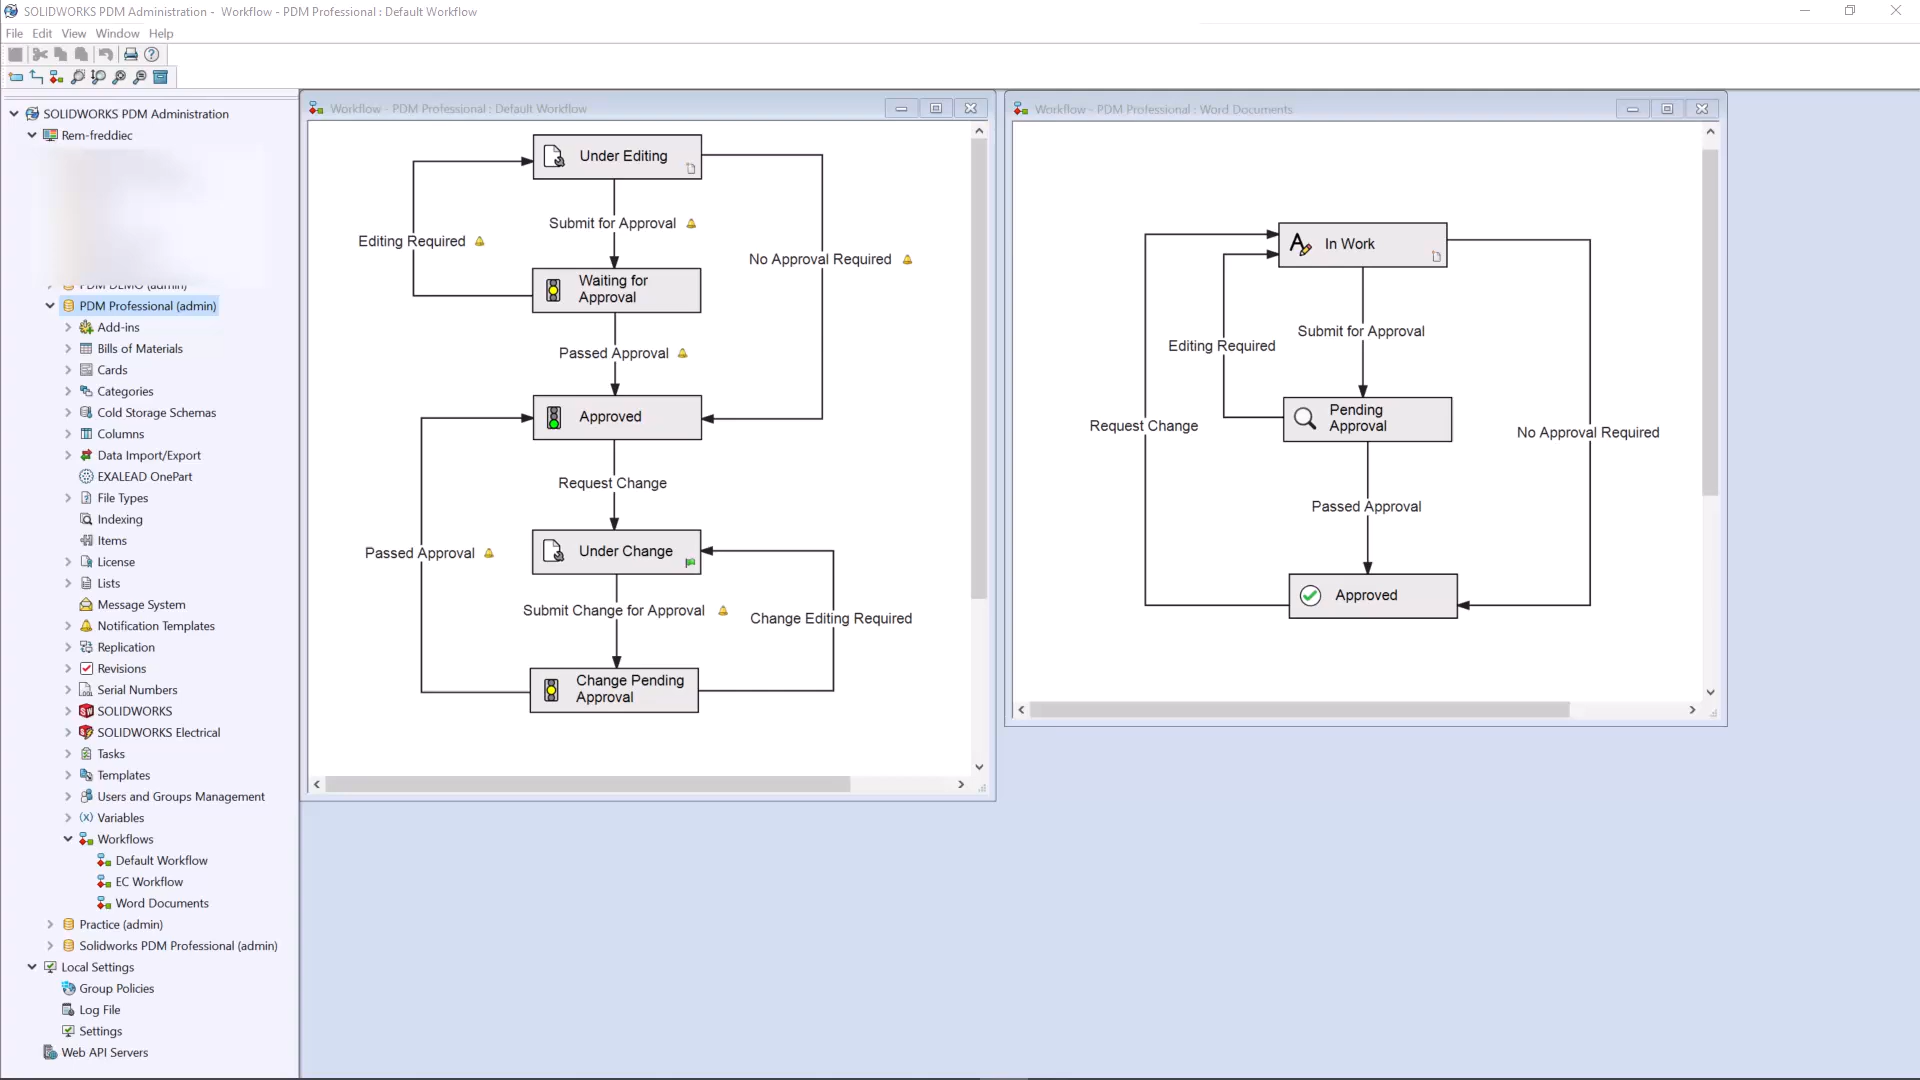 SOLIDWORKS PDM Administration - Workflow - PDM Professional : Default Workflow
File Edit View Window Help
SOLIDWORKS PDM Administration
Rem-freddiec
PDM DEMO (admin)
PDM Professional (admin)
Add-ins
Bills of Materials
Cards
Categories
Cold Storage Schemas
Columns
Data Import/Export
EXALEAD OnePart
File Types
Indexing
Items
License
Lists
Message System
Notification Templates
Replication
Revisions
Serial Numbers
SOLIDWORKS
SOLIDWORKS Electrical
Tasks
Templates
Users and Groups Management
Variables
Workflows
Default Workflow
EC Workflow
Word Documents
Practice (admin)
Solidworks PDM Professional (admin)
Local Settings
Group Policies
Log File
Settings
Web API Servers
Workflow - PDM Professional : Default Workflow
Under Editing
Submit for Approval
Editing Required
No Approval Required
Waiting for
Approval
Passed Approval
Approved
Request Change
Under Change
Passed Approval
Submit Change for Approval
Change Editing Required
Change Pending
Approval
Workflow - PDM Professional : Word Documents
In Work
Submit for Approval
Editing Required
Pending
Approval
Request Change
No Approval Required
Passed Approval
Approved